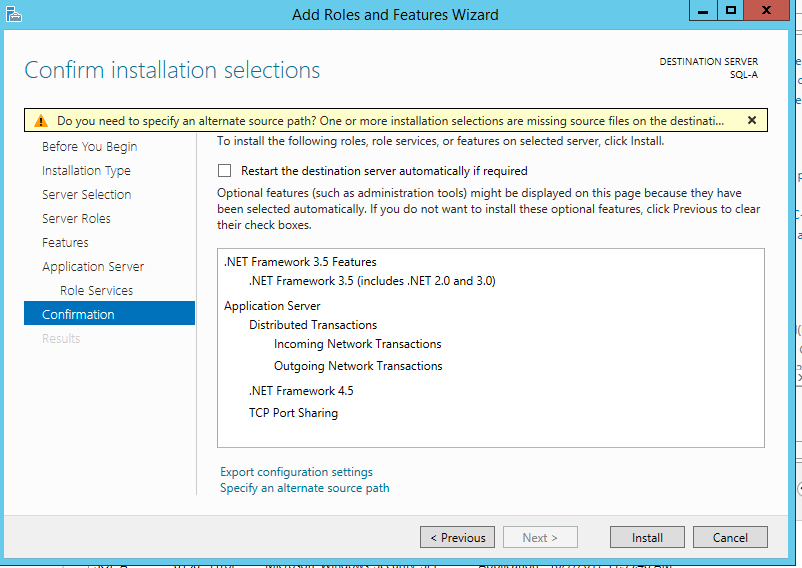 Add Roles and Features Wizard
Confirm installation selections
DESTINATION SERVER
SQL-A
Do you need to specify an alternate source path? One or more installation selections are missing source files on the destinati...
Before You Begin
Installation Type
Server Selection
Server Roles
Features
Application Server
Role Services
Confirmation
Results
To install the following roles, role services, or features on selected server, click Install.
Restart the destination server automatically if required
Optional features (such as administration tools) might be displayed on this page because they have
been selected automatically. If you do not want to install these optional features, click Previous to clear
their check boxes.
.NET Framework 3.5 Features
.NET Framework 3.5 (includes .NET 2.0 and 3.0)
Application Server
Distributed Transactions
Incoming Network Transactions
Outgoing Network Transactions
.NET Framework 4.5
TCP Port Sharing
Export configuration settings
Specify an alternate source path
< Previous
Next >
Install
Cancel